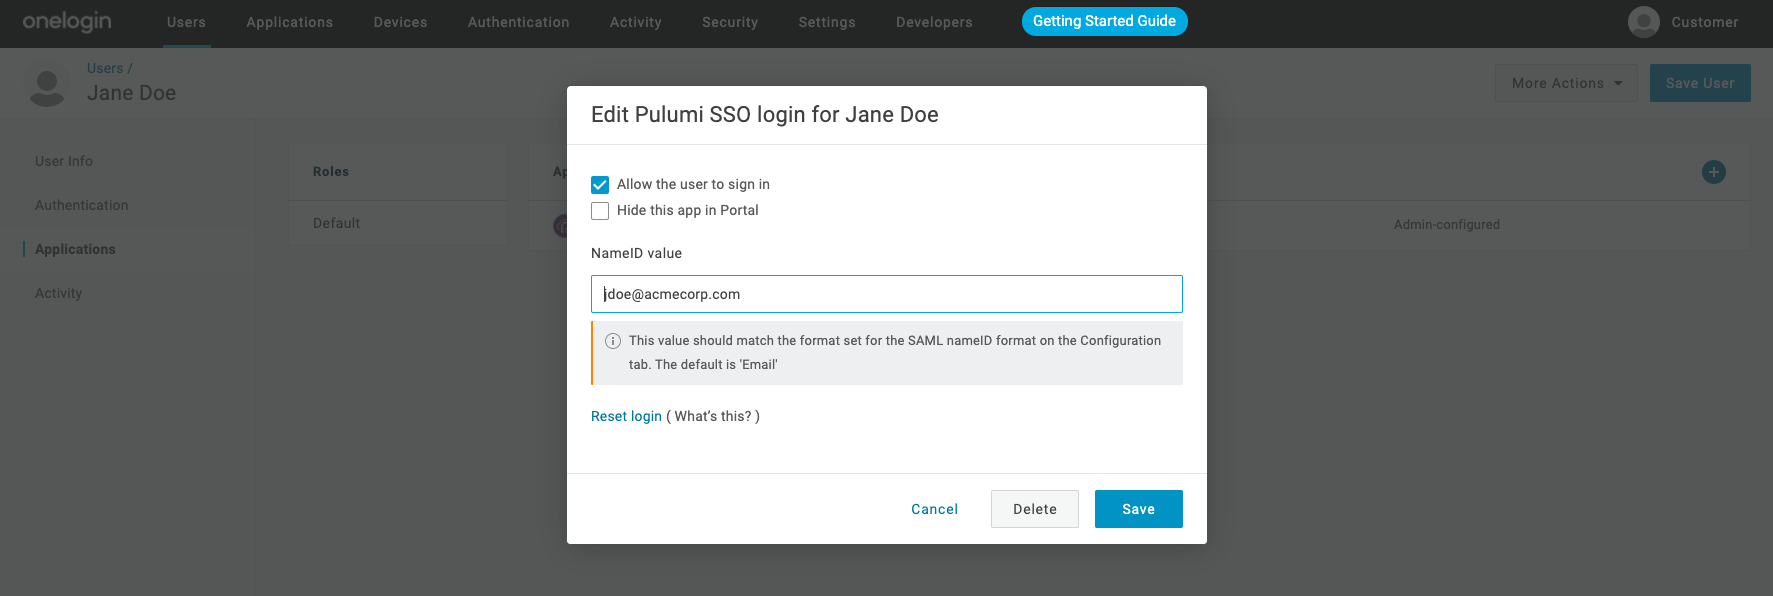 onelogin
Users Applications Devices Authentication Activity Security Settings Developers Getting Started Guide Customer
Users /
Jane Doe
More Actions Save User
User Info
Authentication
Applications
Activity
Roles
Default
Ap
Admin-configured
Edit Pulumi SSO login for Jane Doe
Allow the user to sign in
Hide this app in Portal
NameID value
jdoe@acmecorp.com
This value should match the format set for the SAML nameID format on the Configuration
tab. The default is 'Email'
Reset login ( What's this? )
Cancel Delete Save